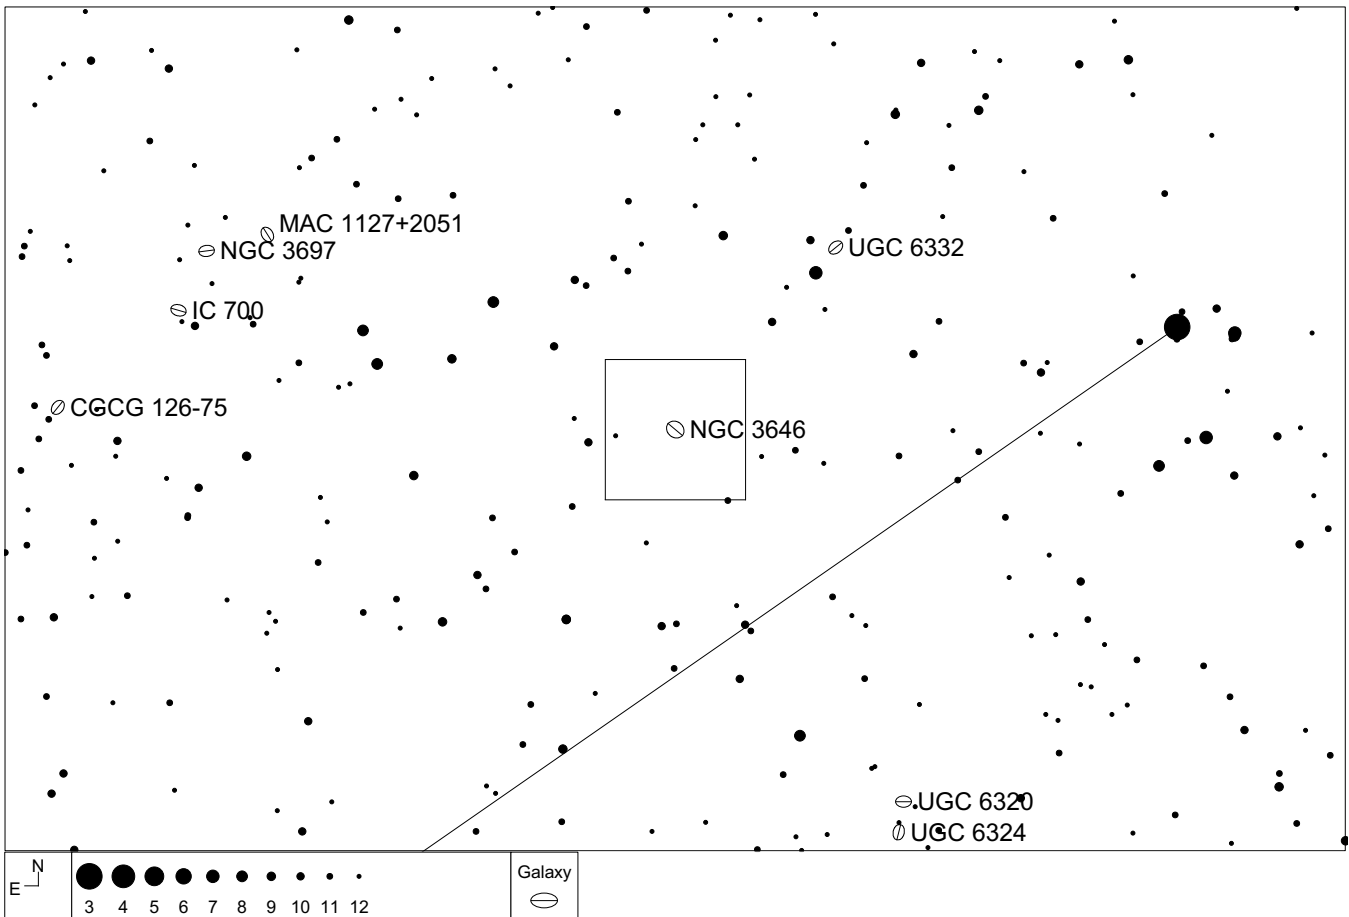 MAC 1127+2051
NGC 3697
UGC 6332
IC 700
CGCG 126-75
NGC 3646
UGC 6320
UGC 6324
N
E
3 4 5 6 7 8 9 10 11 12
Galaxy